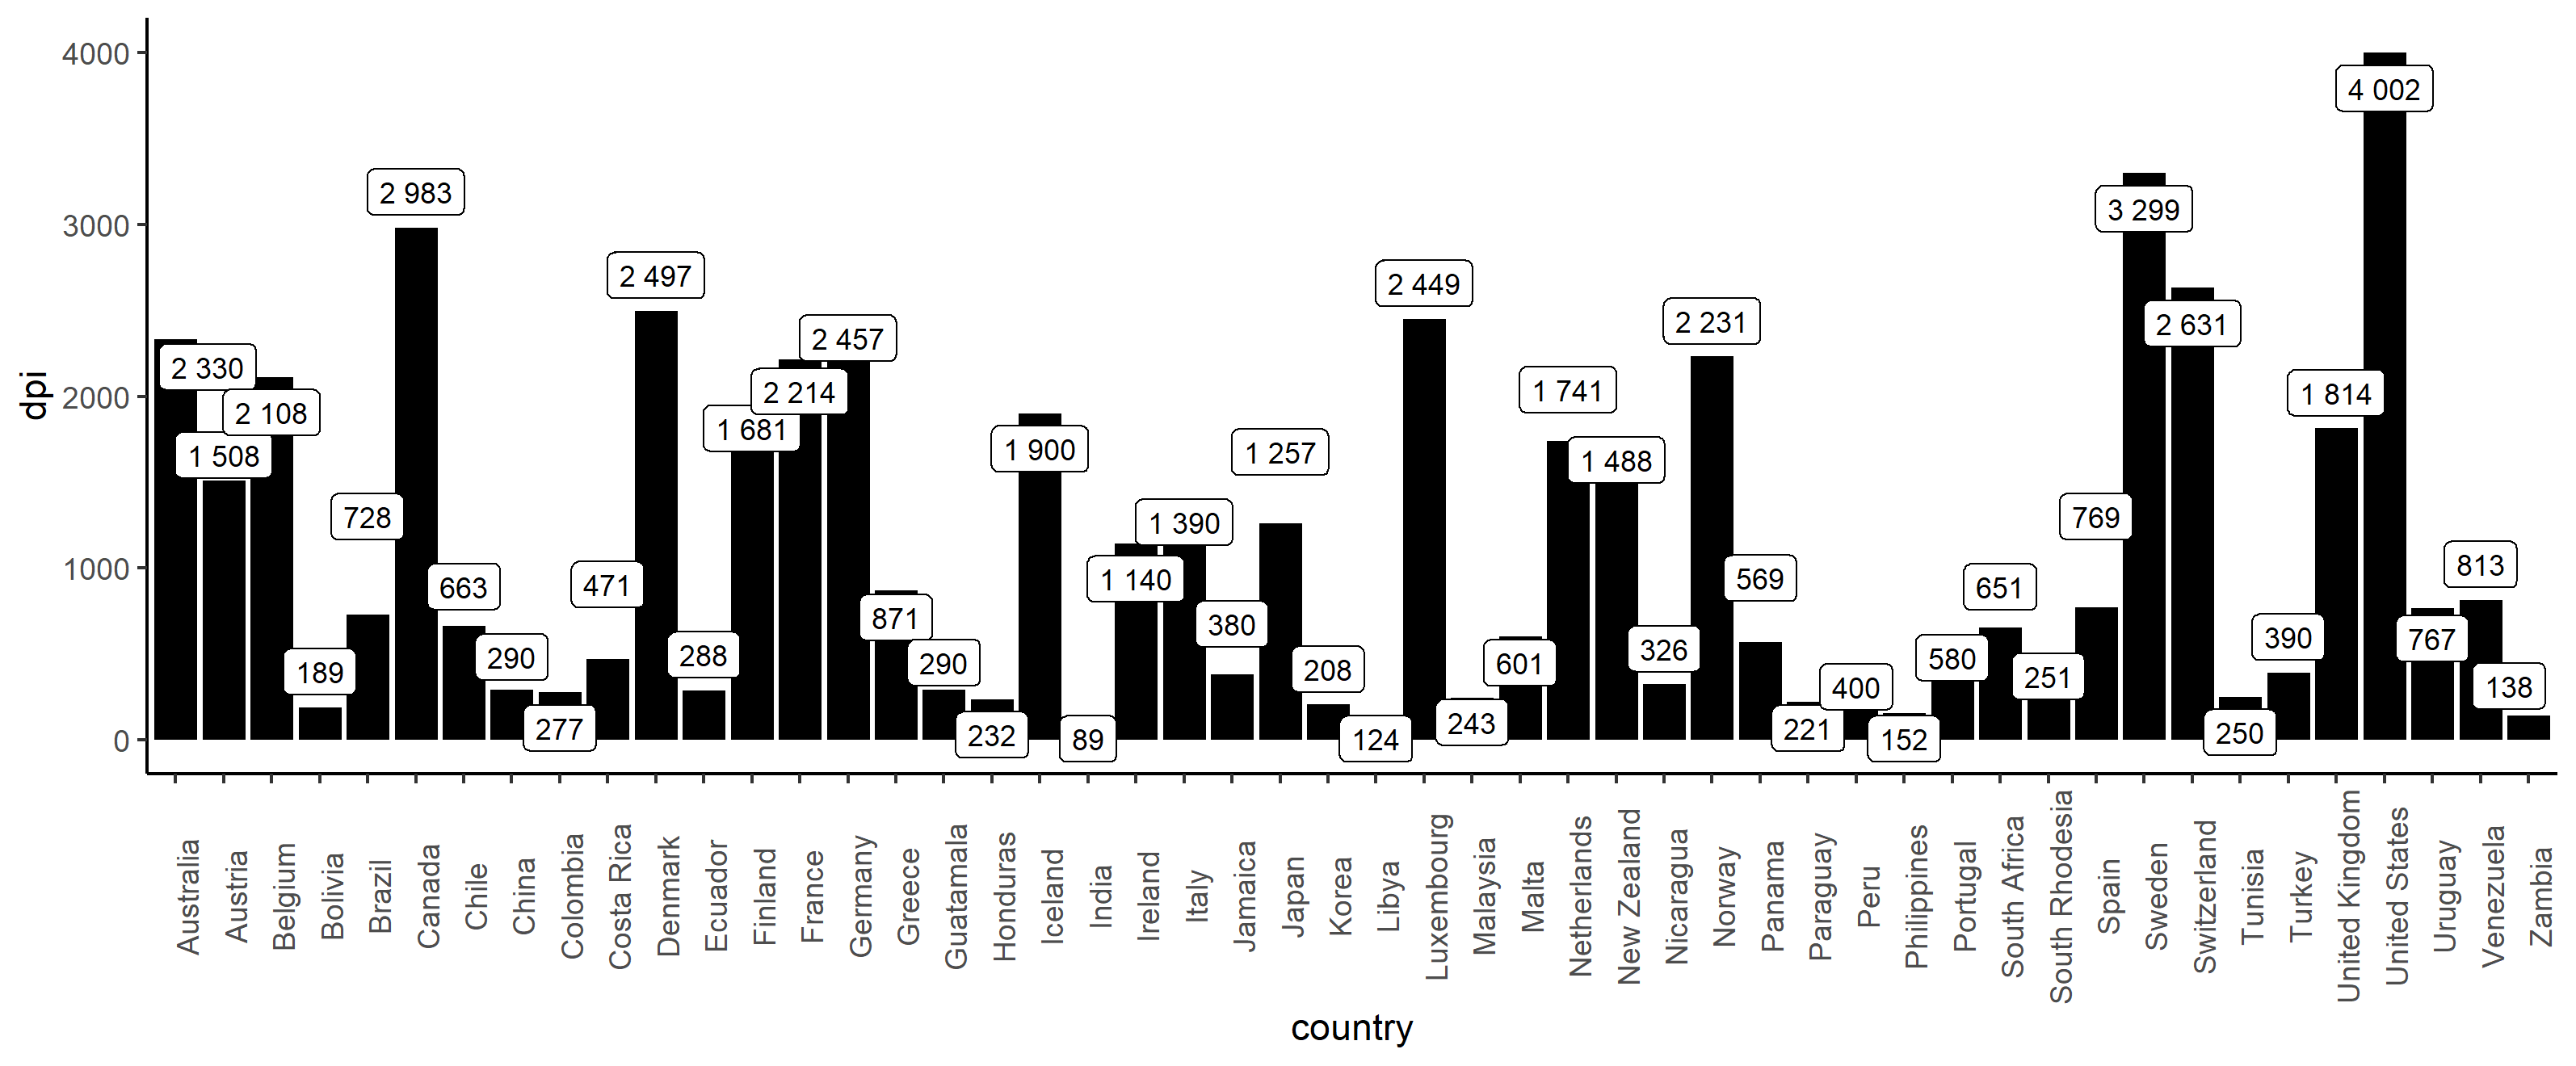 dpi
4000
3000
2000
1000
0
2 330
1 508
2 108
189
728
2 983
663
290
277
471
2 497
288
1 681
2 214
2 457
871
290
232
1 900
89
1 140
1 390
380
1 257
208
124
2 449
243
601
1 741
1 488
326
2 231
569
221
400
152
580
651
251
769
3 299
2 631
250
390
1 814
4 002
767
813
138
Australia
Austria
Belgium
Bolivia
Brazil
Canada
Chile
China
Colombia
Costa Rica
Denmark
Ecuador
Finland
France
Germany
Greece
Guatamala
Honduras
Iceland
India
Ireland
Italy
Jamaica
Japan
Korea
Libya
Luxembourg
Malaysia
Malta
Netherlands
New Zealand
Nicaragua
Norway
Panama
Paraguay
Peru
Philippines
Portugal
South Africa
South Rhodesia
Spain
Sweden
Switzerland
Tunisia
Turkey
United Kingdom
United States
Uruguay
Venezuela
Zambia
country